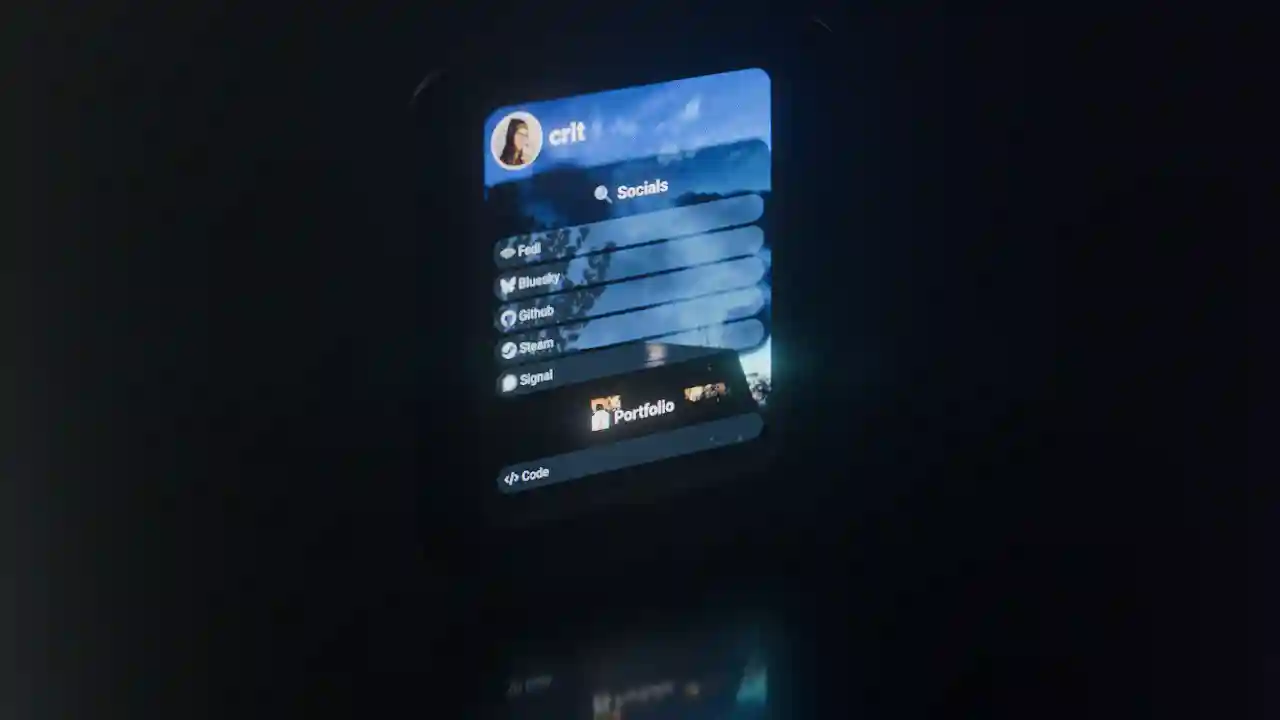 crit
Socials
Fedi
Bluesky
Github
Steam
Signal
Portfolio
</> Code